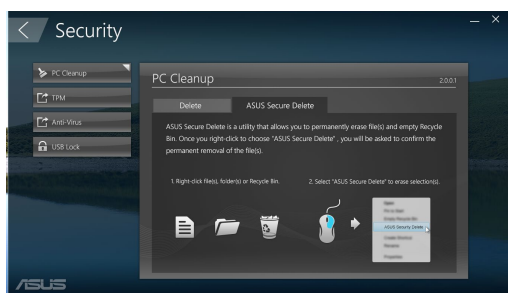 Security
PC Cleanup
TPM
Anti-Virus
USB Lock
PC Cleanup
2.0.0.1
Delete
ASUS Secure Delete
ASUS Secure Delete is a utility that allows you to permanently erase file(s) and empty Recycle
Bin. Once you right-click to choose "ASUS Secure Delete" , you will be asked to confirm the
permanent removal of the file(s).
1. Right-click file(s), folder(s) or Recycle Bin.
2. Select "ASUS Secure Delete" to erase selection(s).
ASUS Security Delete
ASUS